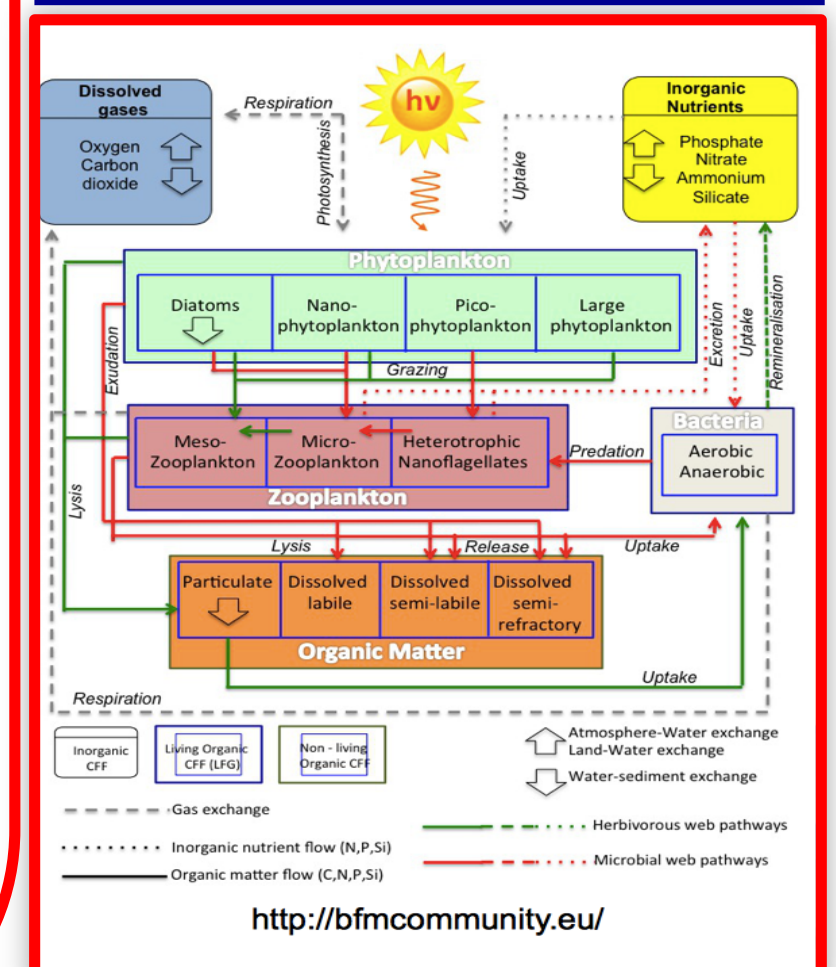 Dissolved
gases
Oxygen
Carbon
dioxide
Respiration
Photosynthesis
hν
Uptake
Inorganic
Nutrients
Phosphate
Nitrate
Ammonium
Silicate
Phytoplankton
Diatoms
Nano-
phytoplankton
Pico-
phytoplankton
Large
phytoplankton
Exudation
Grazing
Excretion
Uptake
Remineralisation
Meso-
Zooplankton
Micro-
Zooplankton
Heterotrophic
Nanoflagellates
Zooplankton
Predation
Bacteria
Aerobic
Anaerobic
Lysis
Lysis
Release
Uptake
Particulate
Dissolved
labile
Dissolved
semi-labile
Dissolved
semi-
refractory
Organic Matter
Uptake
Respiration
Inorganic
CFF
Living Organic
CFF (LFG)
Non - living
Organic CFF
Atmosphere-Water exchange
Land-Water exchange
Water-sediment exchange
Gas exchange
Inorganic nutrient flow (N,P,Si)
Organic matter flow (C,N,P,Si)
Herbivorous web pathways
Microbial web pathways
http://bfmcommunity.eu/